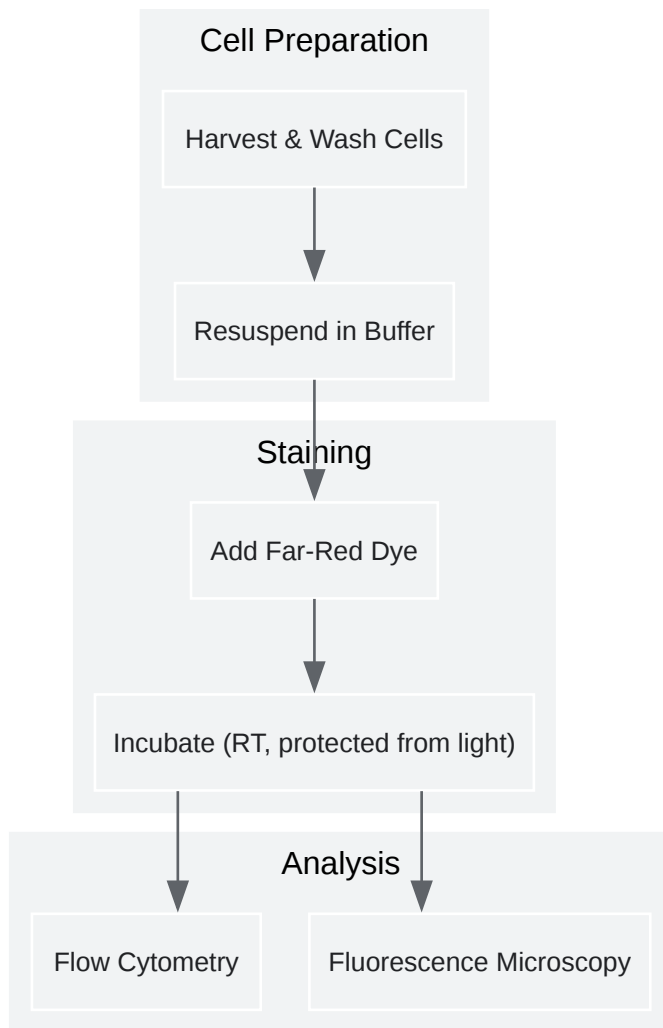 Cell Preparation
Harvest & Wash Cells
Resuspend in Buffer
Staining
Add Far-Red Dye
Incubate (RT, protected from light)
Analysis
Flow Cytometry
Fluorescence Microscopy